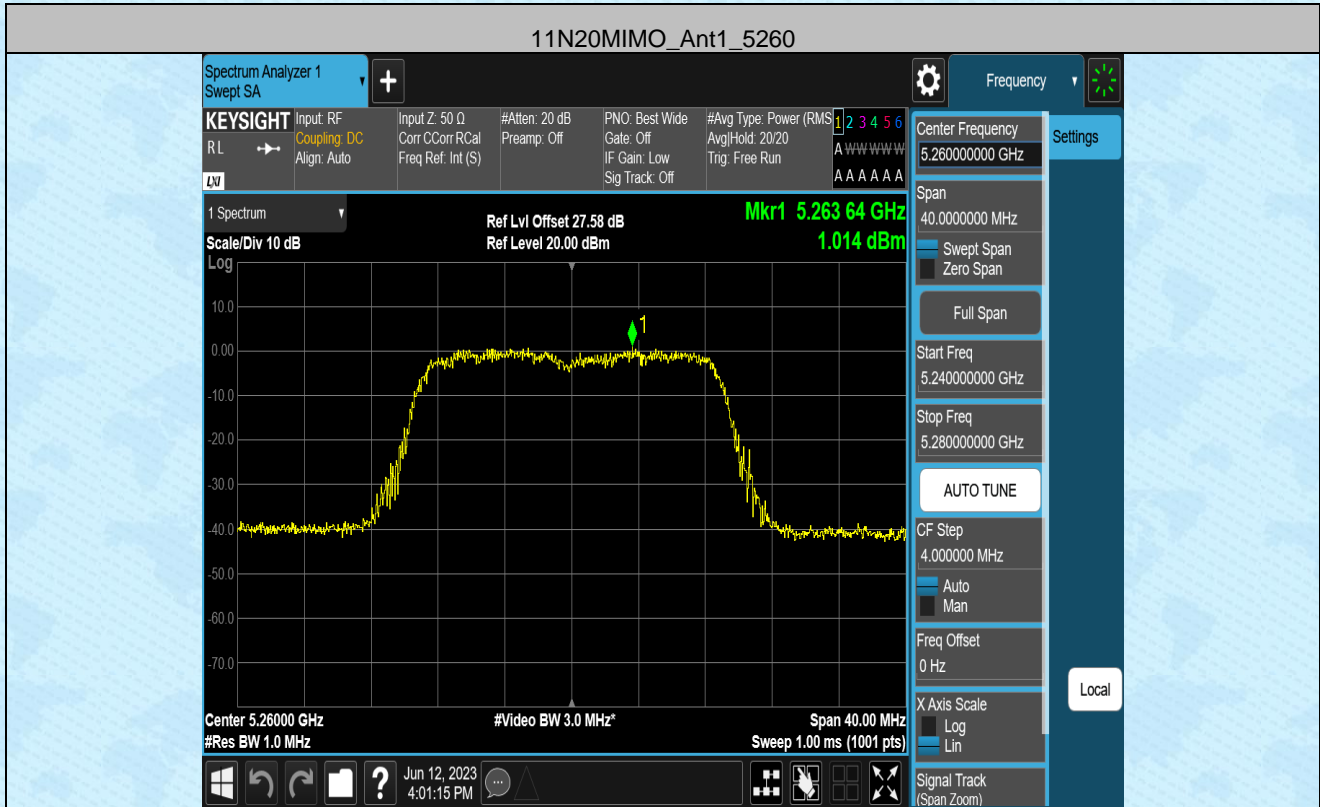 11N20MIMO_Ant1_5260
Spectrum Analyzer 1
Swept SA
Frequency
KEYSIGHT
R L
LXI
Input: RF
Coupling: DC
Align: Auto
Input Z: 50 Ω
Corr CCorr RCal
Freq Ref: Int (S)
#Atten: 20 dB
Preamp: Off
PNO: Best Wide
Gate: Off
IF Gain: Low
Sig Track: Off
#Avg Type: Power (RMS
Avg|Hold: 20/20
Trig: Free Run
1 2 3 4 5 6
A W W W W W
A A A A A A
1 Spectrum
Scale/Div 10 dB
Log
Ref Lvl Offset 27.58 dB
Ref Level 20.00 dBm
Mkr1 5.263 64 GHz
1.014 dBm
10.0
1
0.00
-10.0
-20.0
-30.0
-40.0
-50.0
-60.0
-70.0
Center 5.26000 GHz
#Res BW 1.0 MHz
#Video BW 3.0 MHz*
Span 40.00 MHz
Sweep 1.00 ms (1001 pts)
Jun 12, 2023
4:01:15 PM
Center Frequency
5.260000000 GHz
Settings
Span
40.0000000 MHz
Swept Span
Zero Span
Full Span
Start Freq
5.240000000 GHz
Stop Freq
5.280000000 GHz
AUTO TUNE
CF Step
4.000000 MHz
Auto
Man
Freq Offset
0 Hz
X Axis Scale
Log
Lin
Local
Signal Track
(Span Zoom)